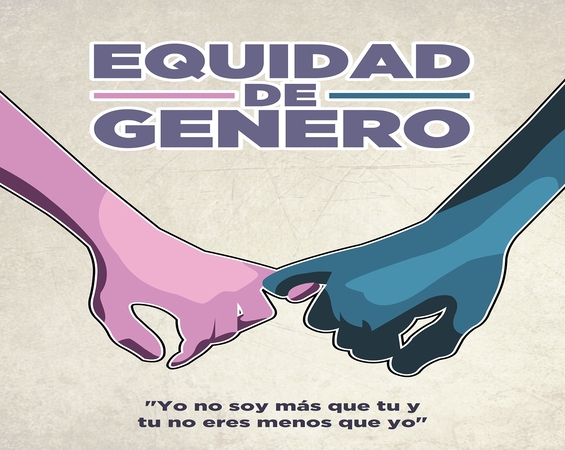 EQUIDAD
DE
GENERO
"Yo no soy más que tu y
tu no eres menos que yo"